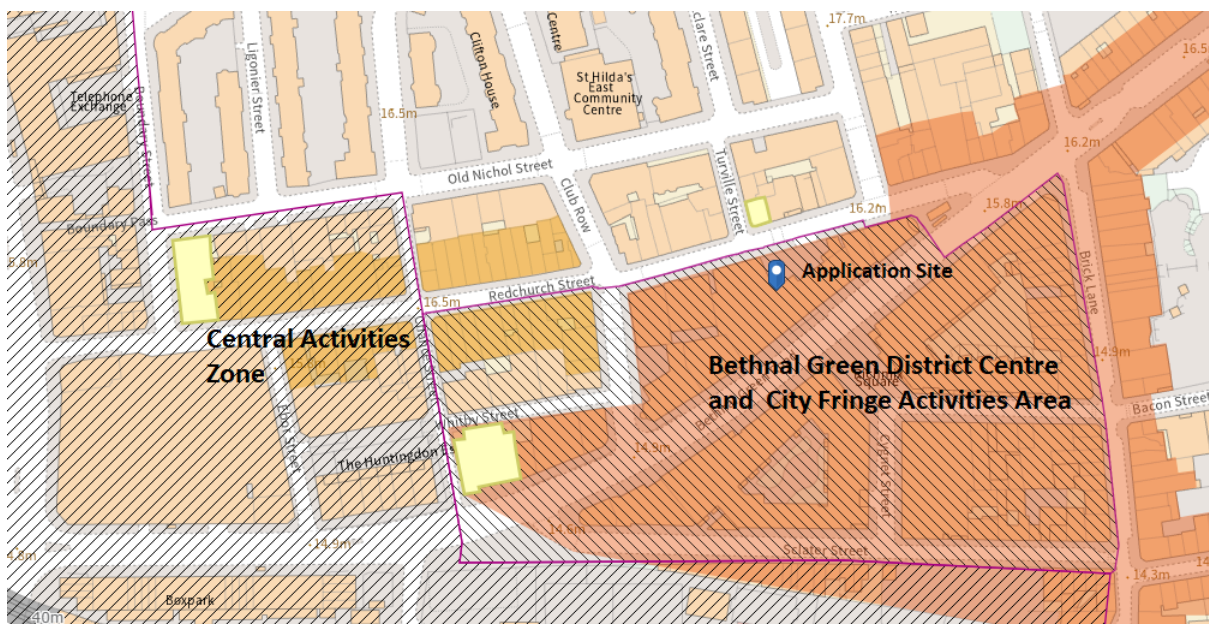 17.7m
16.5
Ligonier Street
Clifton House
Centre
clare Street
St Hilda's
East
Community
Centre
Telephone
Exchange
Boundary Street
16.5m
16.2m
Old Nichol Street
Club Row
Turville Street
Boundary Pass
16.2m
15.8m
Brick Lane
Application Site
Redchurch Street
16.5m
Central Activities
Zone
Bethnal Green District Centre
and City Fringe Activities Area
Square
14.9m
Bacon Street
Whitby Street
Ebor Street
The Huntingdon Es
14.9m
14.6m
14.9m
Sclater Street
4.8m
14.3m
14.
Boxpark
40m